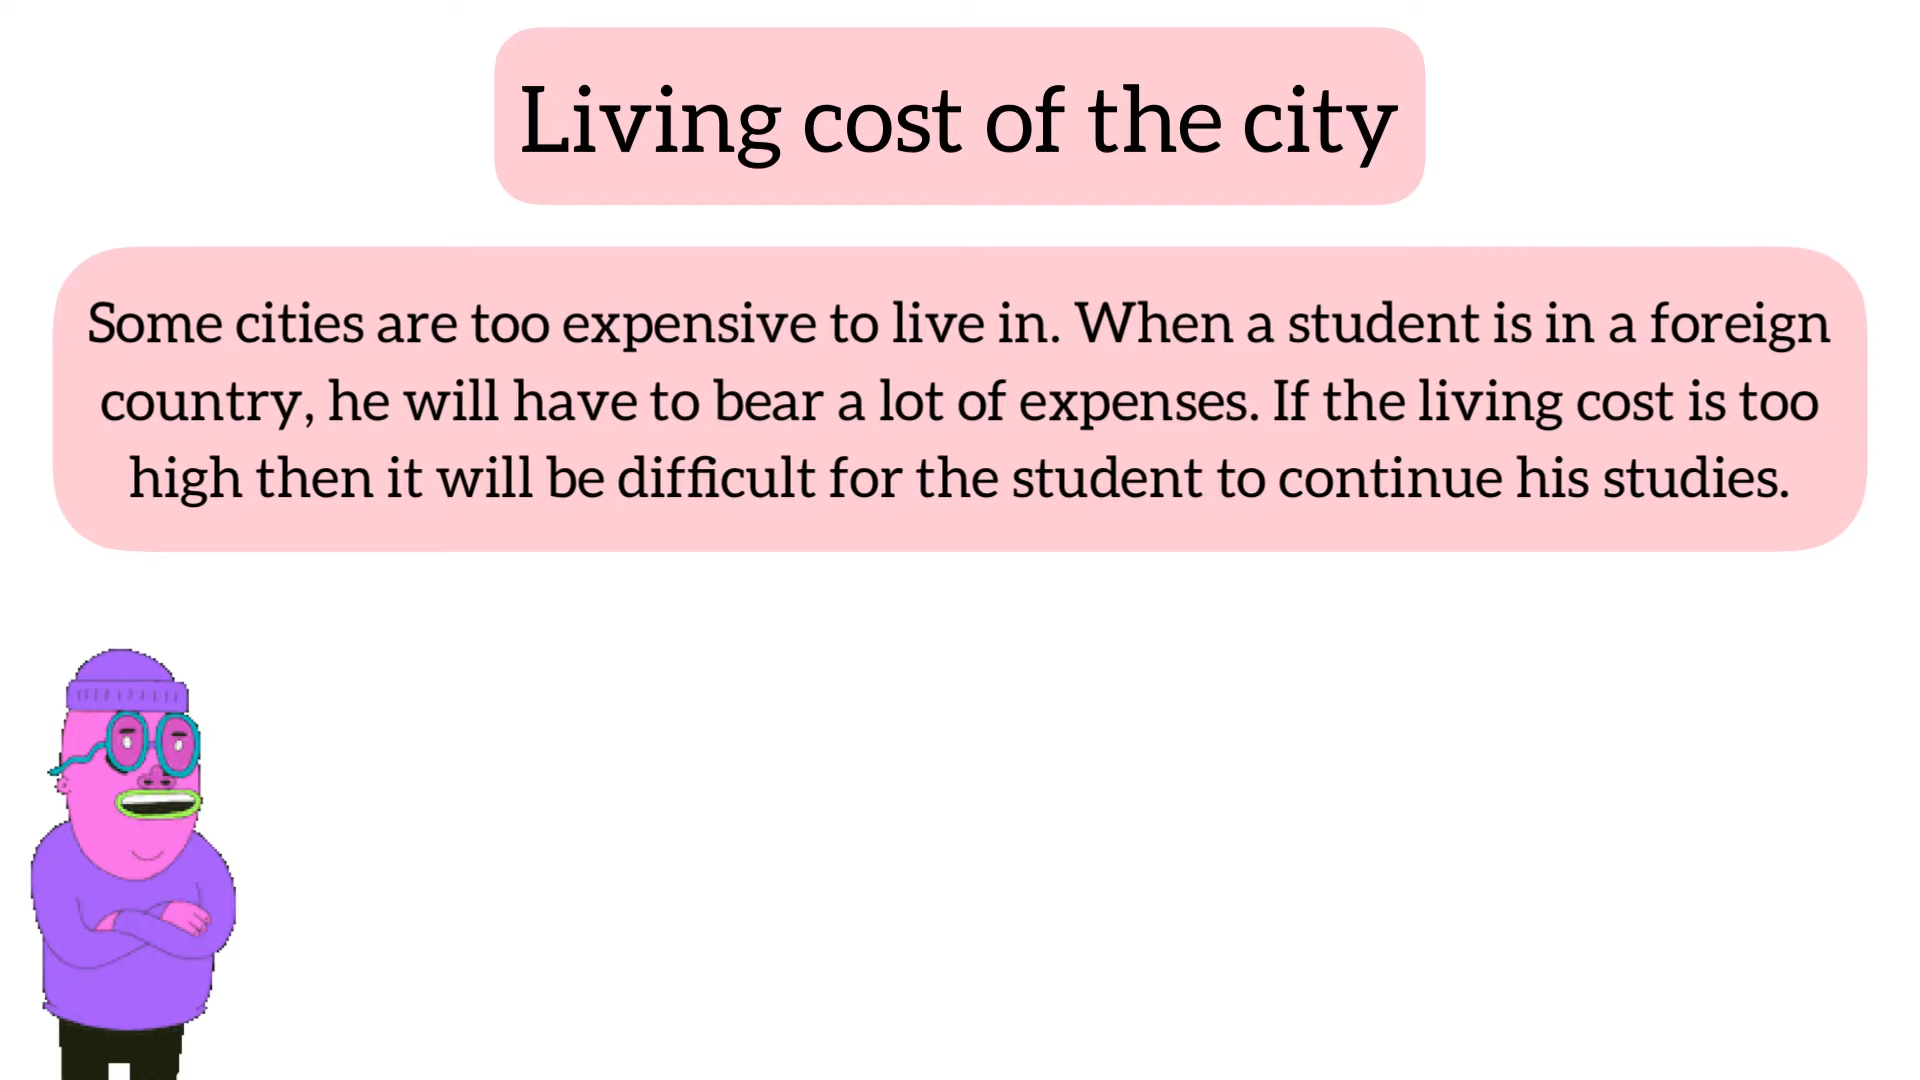 Living cost of the city
Some cities are too expensive to live in. When a student is in a foreign
country, he will have to bear a lot of expenses. If the living cost is too
high then it will be difficult for the student to continue his studies.